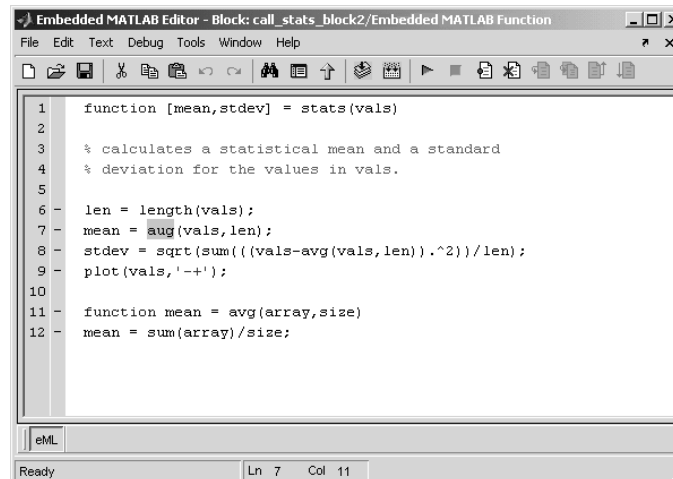 Embedded MATLAB Editor - Block: call_stats_block2/Embedded MATLAB Function
File Edit Text Debug Tools Window Help
1 function [mean,stdev] = stats(vals)
2
3 % calculates a statistical mean and a standard
4 % deviation for the values in vals.
5
6 - len = length(vals);
7 - mean = aug(vals,len);
8 - stdev = sqrt(sum(((vals-avg(vals,len)).^2))/len);
9 - plot(vals,'-+');
10
11 - function mean = avg(array,size)
12 - mean = sum(array)/size;
eML
Ready Ln 7 Col 11